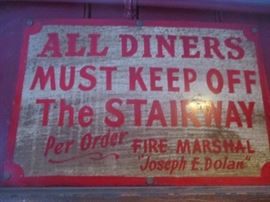 ALL DINERS
MUST KEEP OFF
The STAIRWAY
Per Order FIRE MARSHAL
"Joseph E. Dolan"